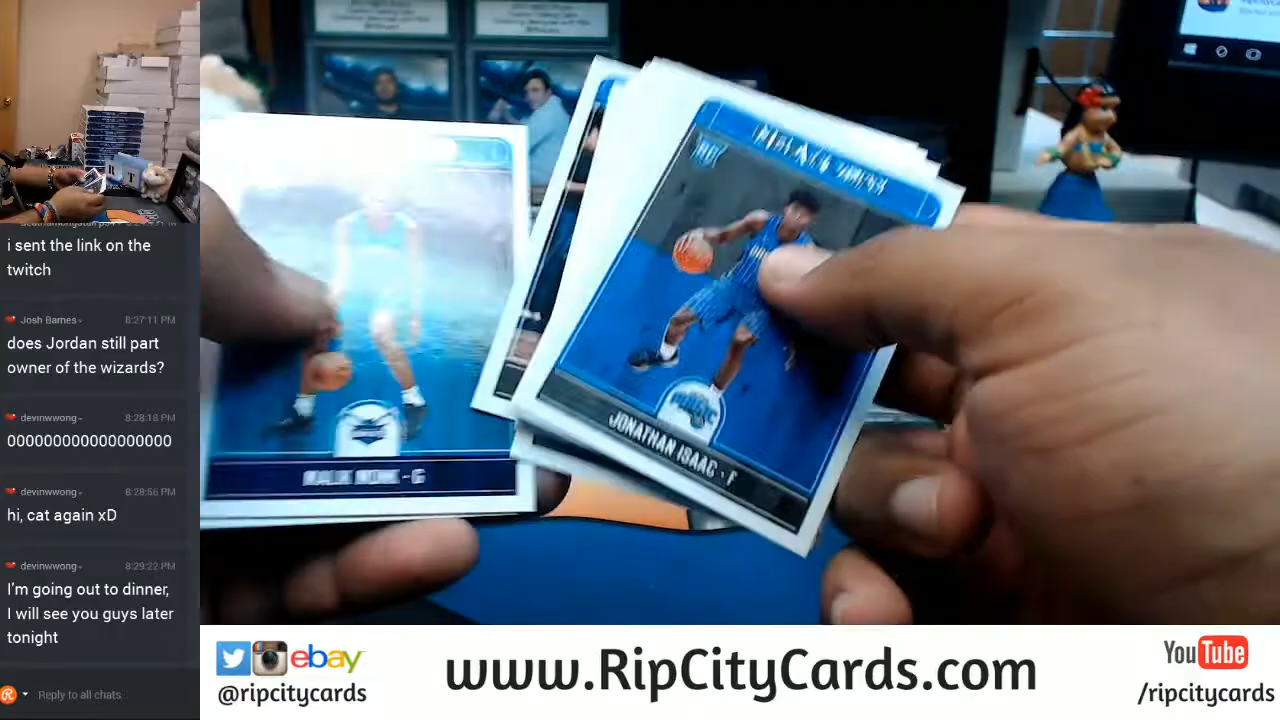 i sent the link on the
twitch
Josh Barnes
8:27:11 PM
does Jordan still part
owner of the wizards?
devinwwong
8:28:18 PM
OOOOOOOOOOOOOOOOO
devinwwong
8:28:56 PM
hi, cat again xD
devinwwong
8:29:22 PM
I'm going out to dinner,
I will see you guys later
tonight
Reply to all chats...
R T
JONATHAN ISAAC - F
MALIK MONK - G
ebay
@ripcitycards
www.RipCityCards.com
YouTube
/ripcitycards